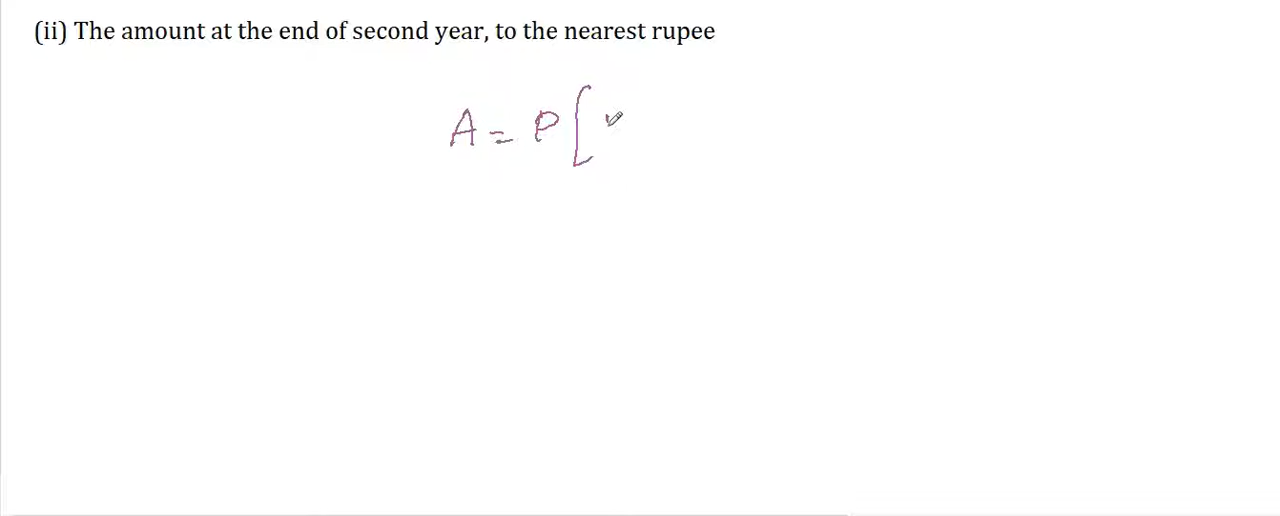 (ii) The amount at the end of second year, to the nearest rupee
A = P [